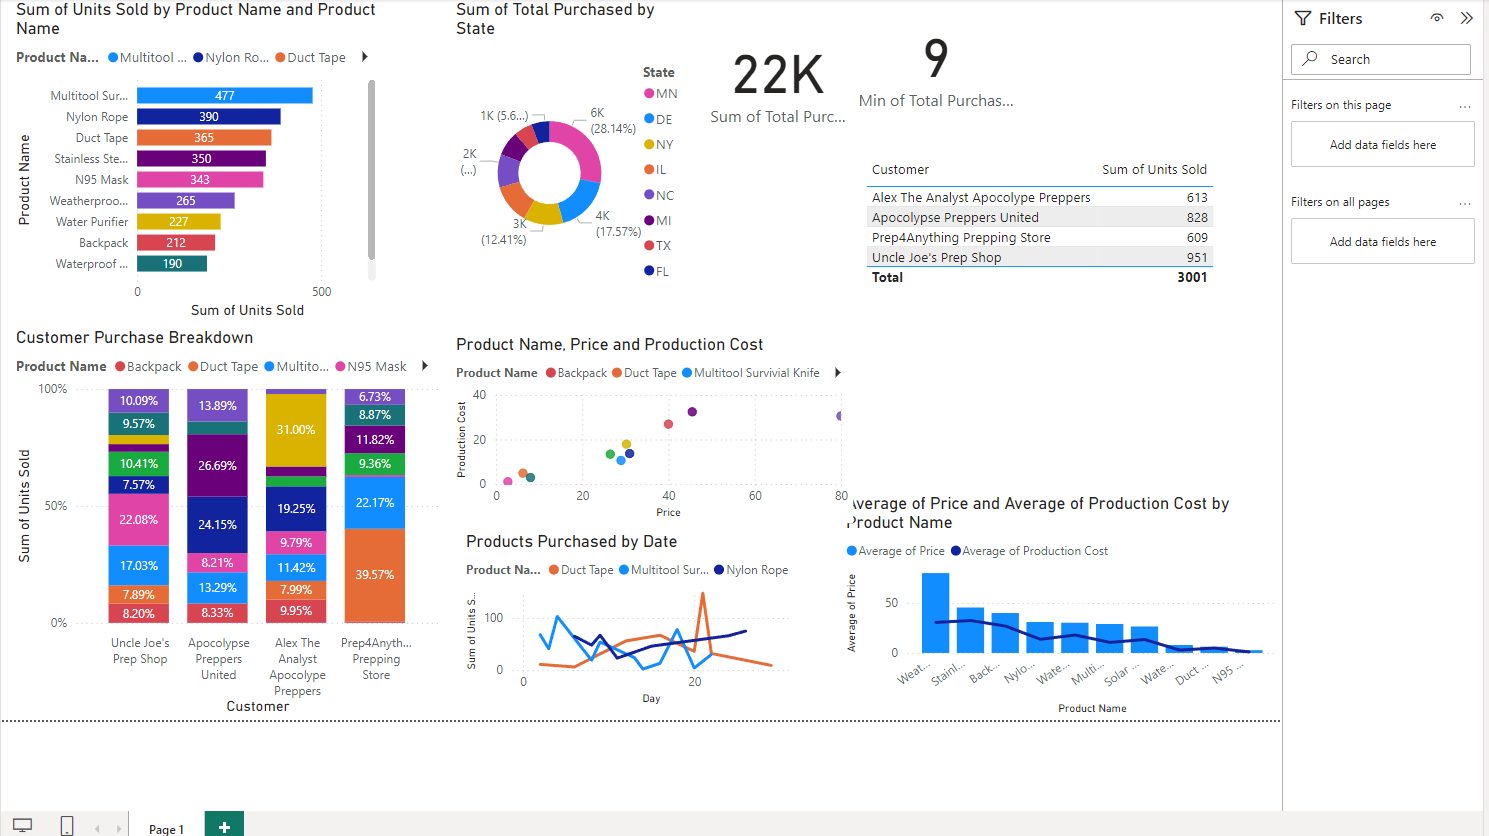 Sum of Units Sold by Product Name and Product
Name
Product Na...
Multitool ...
Nylon Ro...
Duct Tape
Product Name
Multitool Sur...
477
Nylon Rope
390
Duct Tape
365
Stainless Ste...
350
N95 Mask
343
Weatherproo...
265
Water Purifier
227
Backpack
212
Waterproof ...
190
0
500
Sum of Units Sold
Sum of Total Purchased by
State
State
MN
DE
NY
IL
NC
MI
TX
FL
1K (5.6...)
6K
(28.14%)
2K
(...)
4K
(17.57%)
3K
(12.41%)
22K
Sum of Total Purc...
9
Min of Total Purchas...
Customer Sum of Units Sold
Alex The Analyst Apocolype Preppers 613
Apocolypse Preppers United 828
Prep4Anything Prepping Store 609
Uncle Joe's Prep Shop 951
Total 3001
Customer Purchase Breakdown
Product Name
Backpack
Duct Tape
Multito...
N95 Mask
Sum of Units Sold
100%
50%
0%
10.09%
9.57%
10.41%
7.57%
22.08%
17.03%
7.89%
8.20%
13.89%
26.69%
24.15%
8.21%
13.29%
8.33%
31.00%
19.25%
9.79%
11.42%
7.99%
9.95%
6.73%
8.87%
11.82%
9.36%
22.17%
39.57%
Uncle Joe's
Prep Shop
Apocolypse
Preppers
United
Alex The
Analyst
Apocolype
Preppers
Prep4Anyth...
Prepping
Store
Customer
Product Name, Price and Production Cost
Product Name
Backpack
Duct Tape
Multitool Survivial Knife
Production Cost
40
20
0
0
20
40
60
80
Price
Products Purchased by Date
Product Na...
Duct Tape
Multitool Sur...
Nylon Rope
Sum of Units S...
100
0
0
20
Day
Average of Price and Average of Production Cost by
Product Name
Average of Price
Average of Production Cost
Average of Price
50
0
Weat...
Stainl...
Back...
Nylo...
Wate...
Multi...
Solar ...
Wate...
Duct ...
N95 ...
Product Name
Filters
Search
Filters on this page
...
Add data fields here
Filters on all pages
...
Add data fields here
Page 1